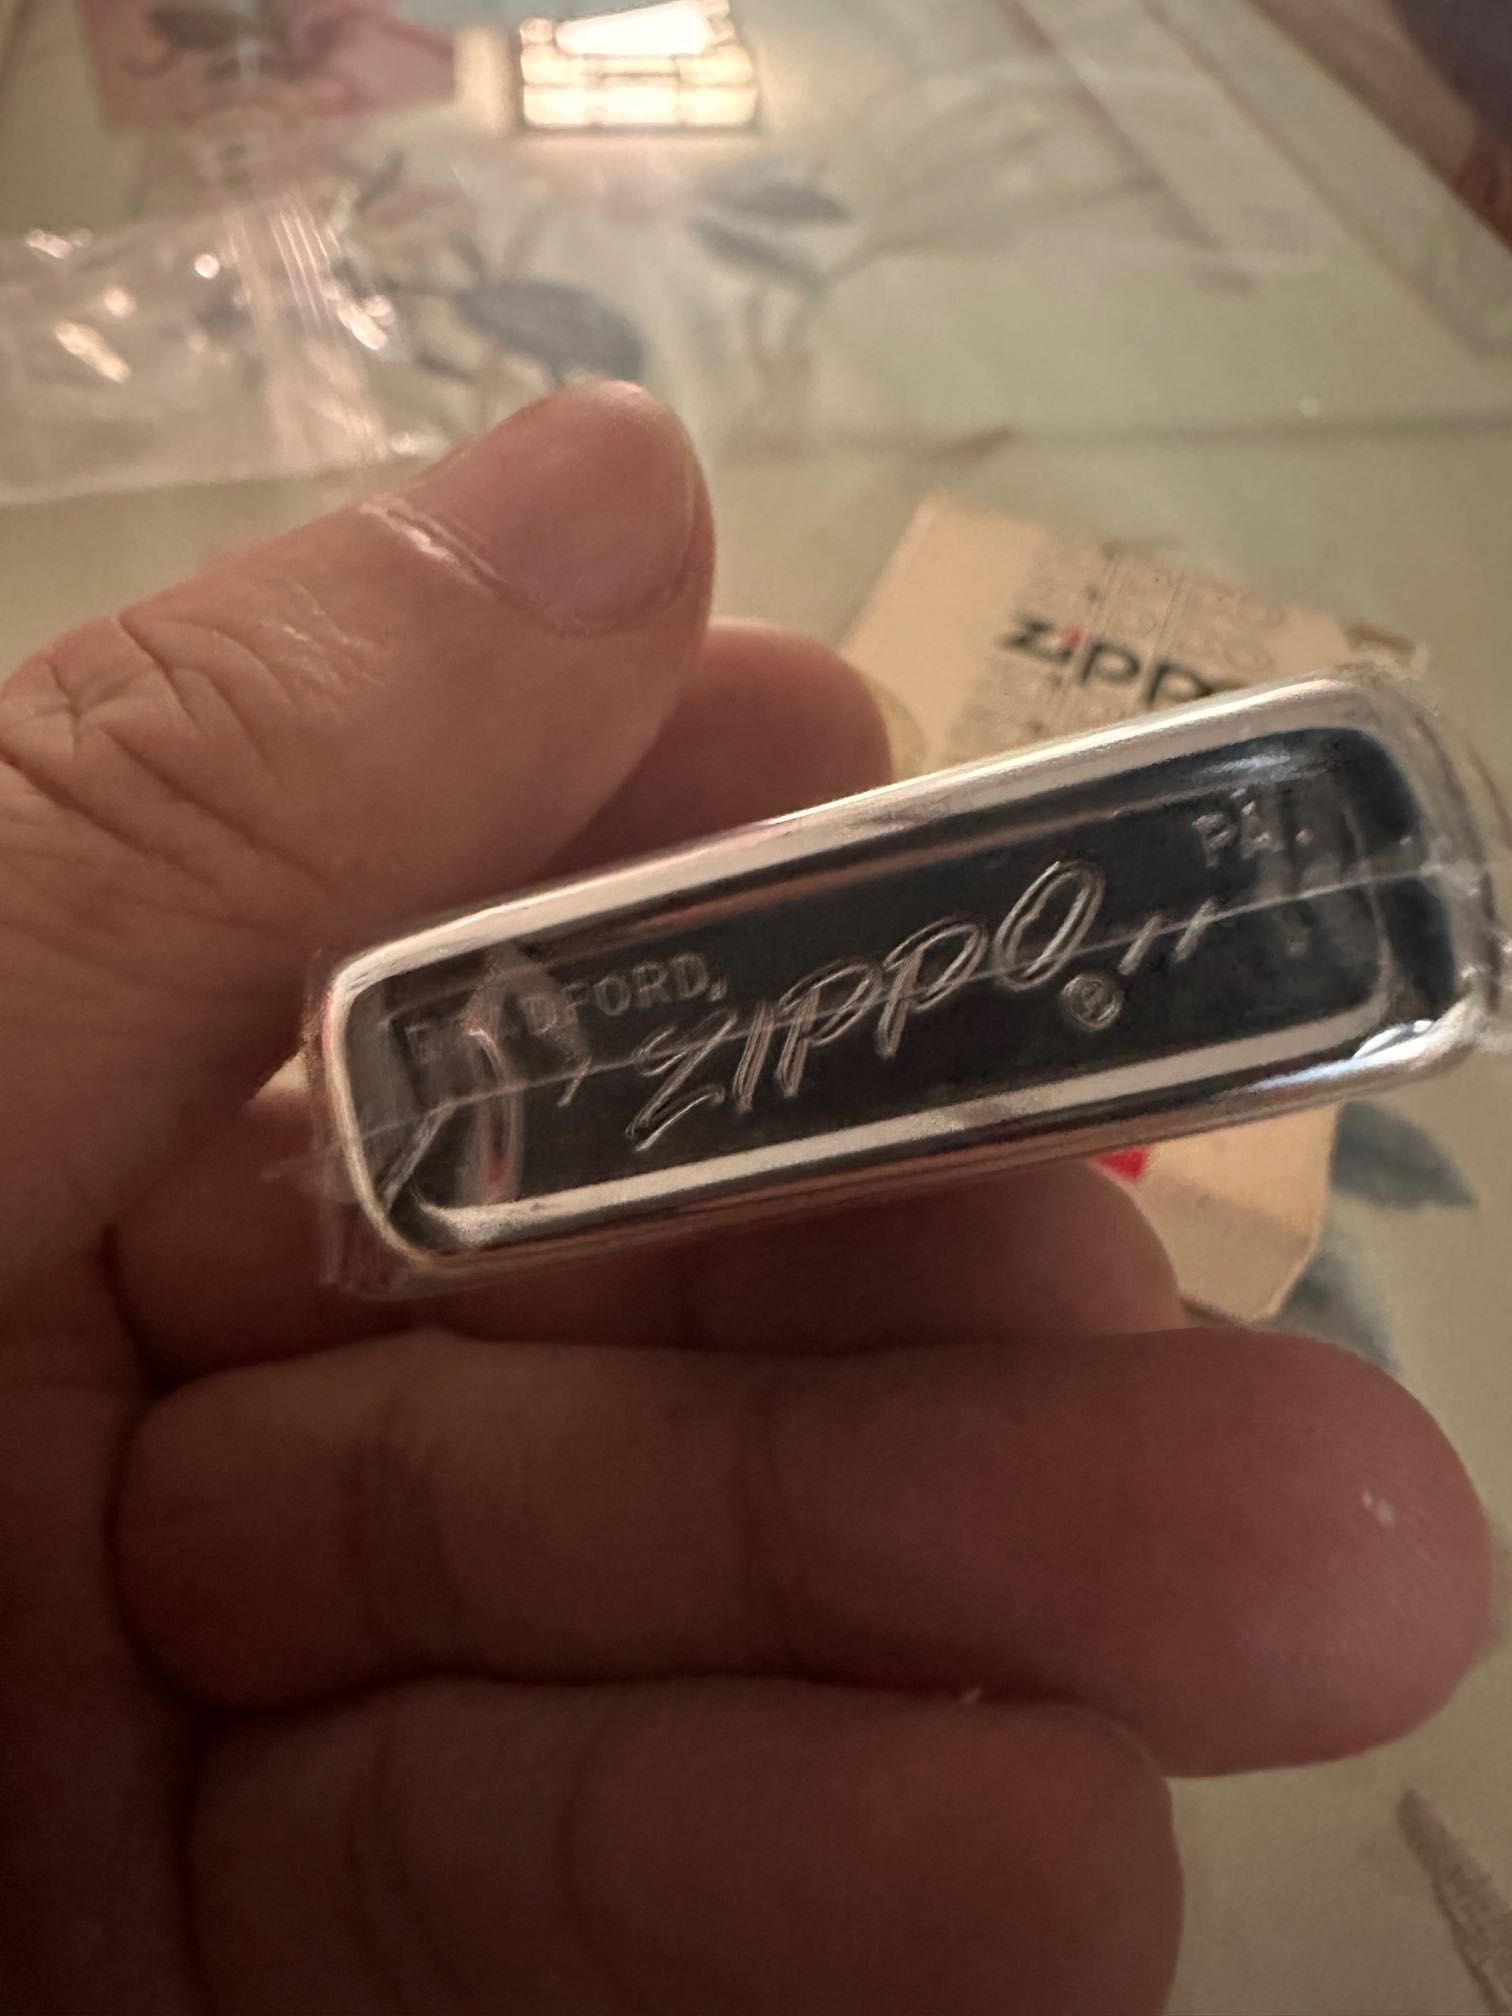 zippo
BRADFORD, PA.
/ ZIPPO ® //